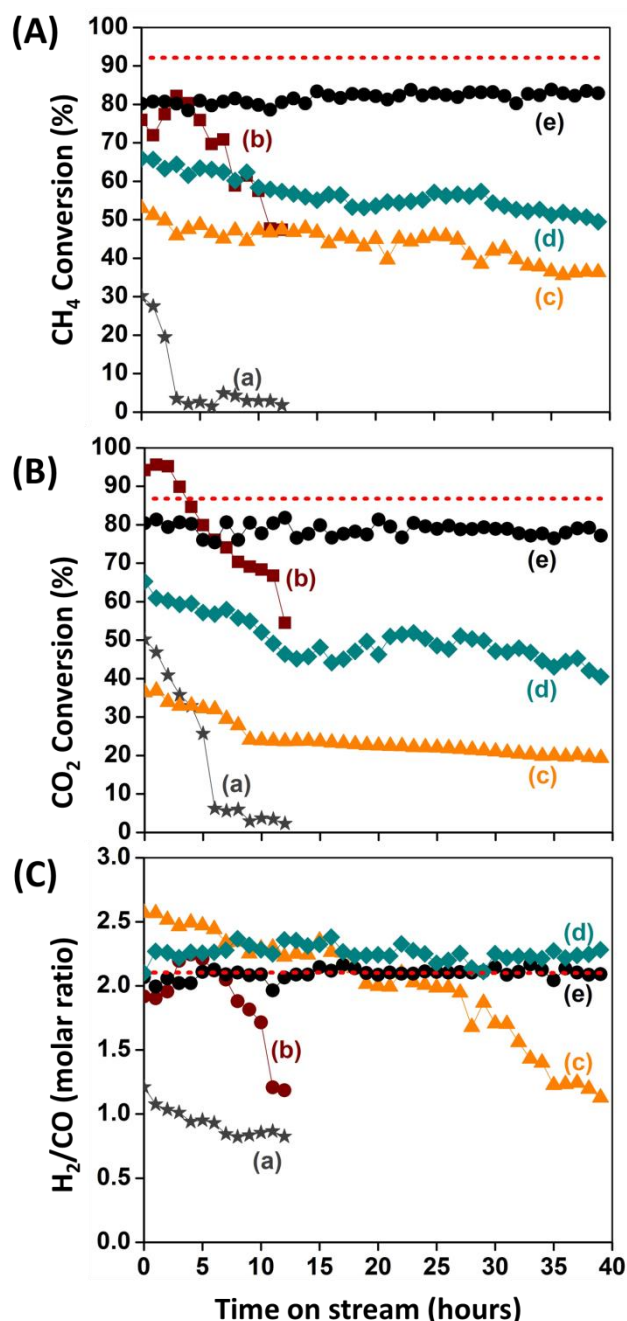 (A)
CH4 Conversion (%)
100
90
80
70
60
50
40
30
20
10
0
(b)
(e)
(d)
(c)
(a)
(B)
CO2 Conversion (%)
100
90
80
70
60
50
40
30
20
10
0
(e)
(b)
(d)
(c)
(a)
(C)
H2/CO (molar ratio)
3.0
2.5
2.0
1.5
1.0
0.5
0.0
(d)
(e)
(b)
(c)
(a)
0 5 10 15 20 25 30 35 40
Time on stream (hours)